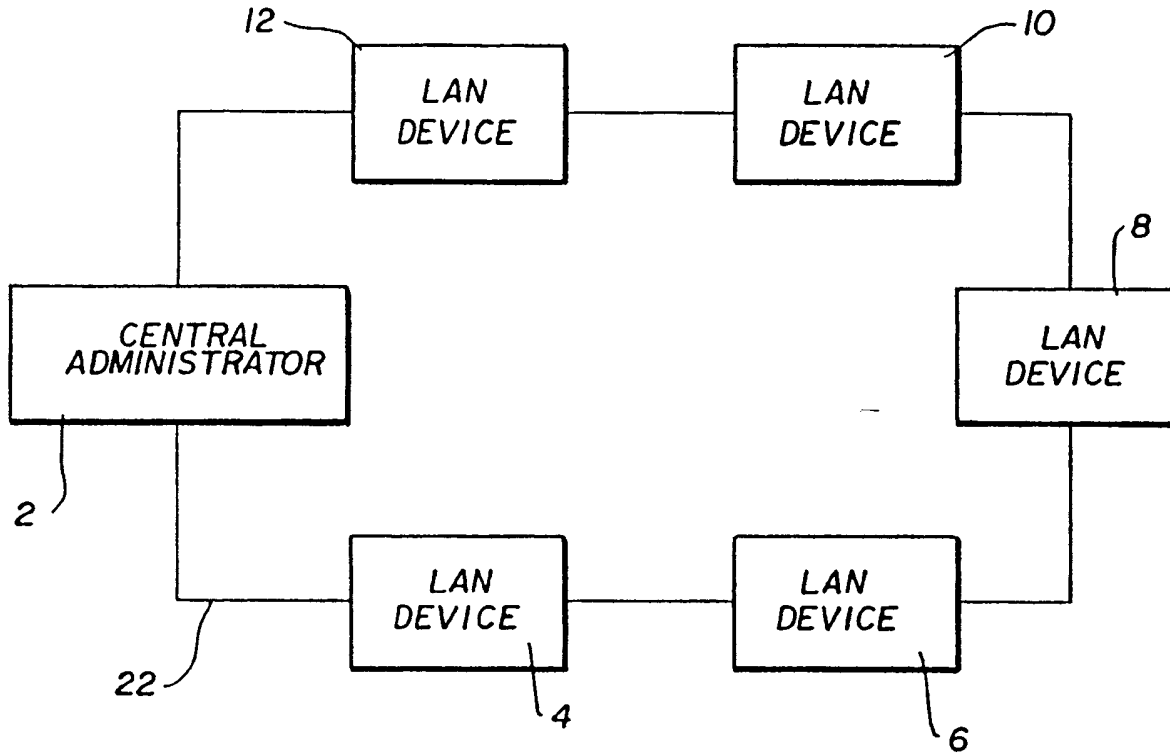 12
LAN
DEVICE
10
LAN
DEVICE
8
LAN
DEVICE
CENTRAL
ADMINISTRATOR
2
LAN
DEVICE
4
LAN
DEVICE
6
22